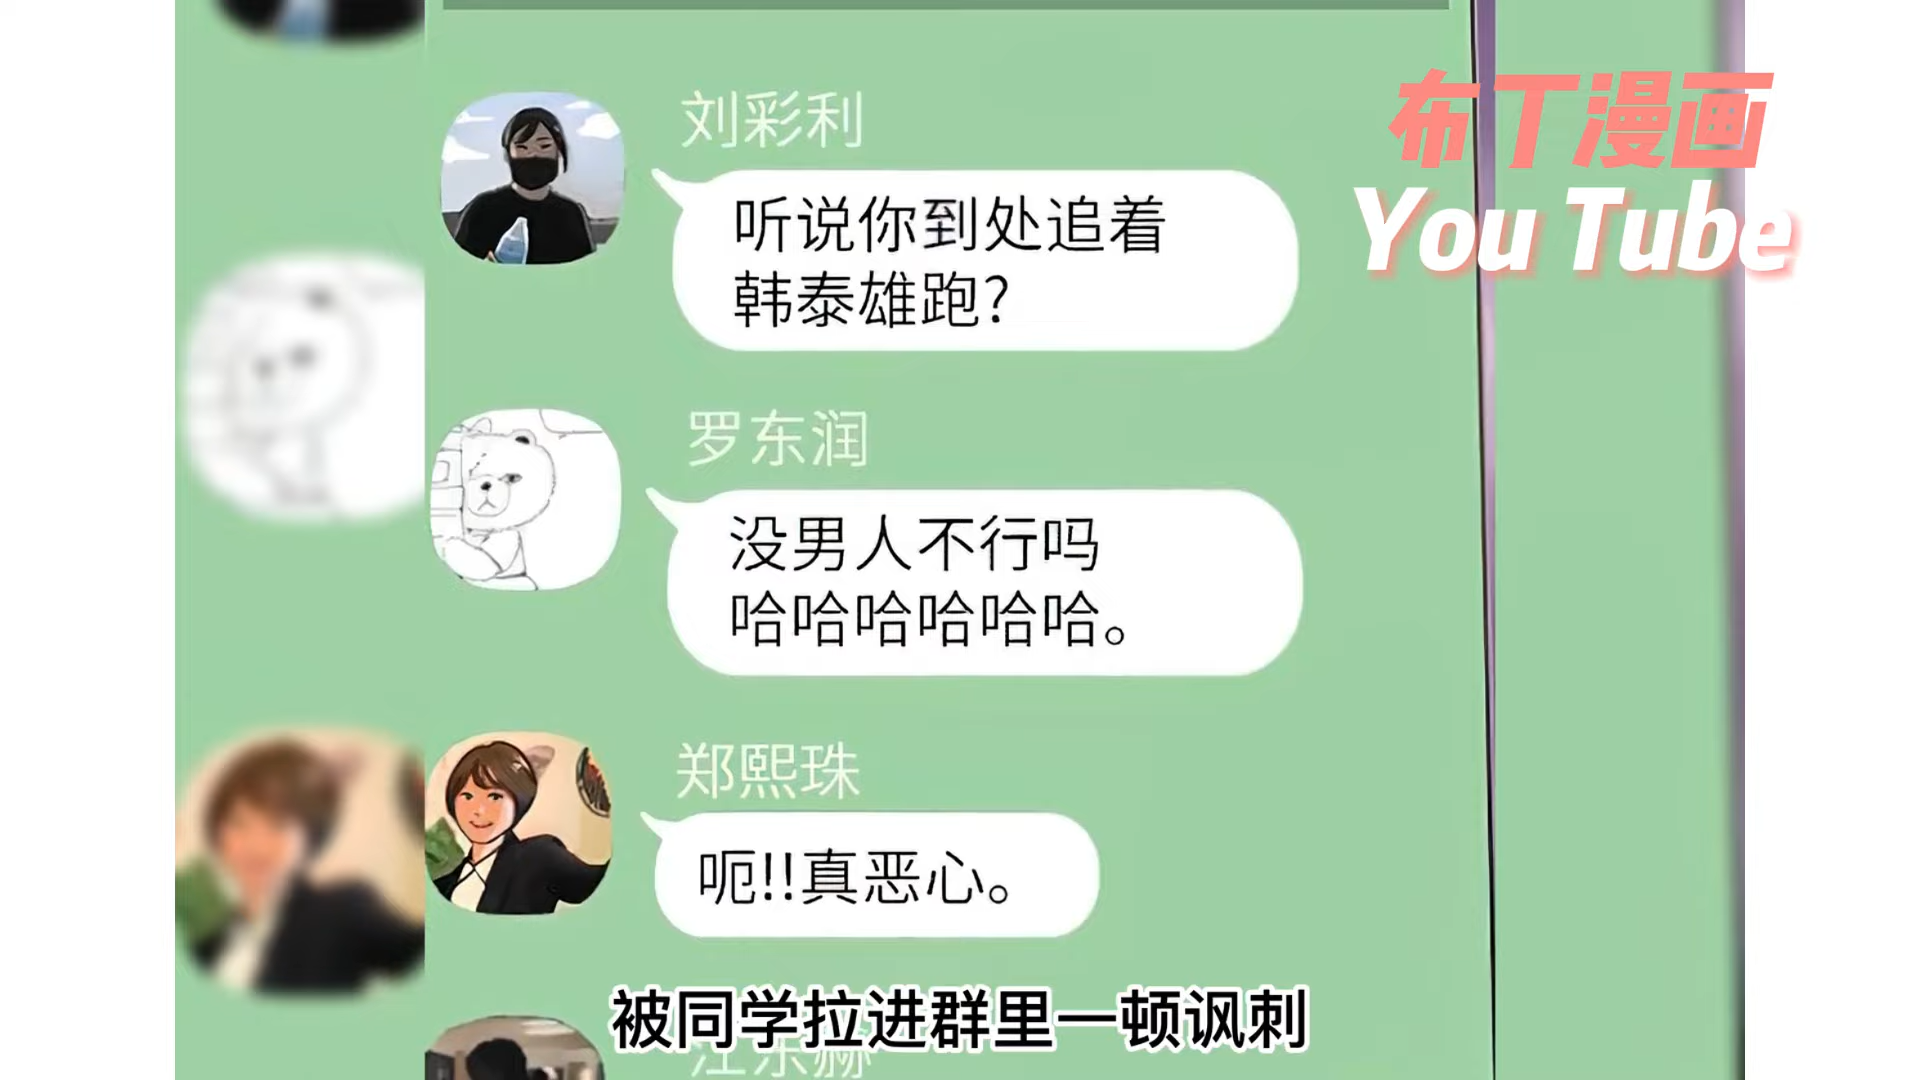 刘彩利
听说你到处追着
韩泰雄跑?
布丁漫画
You Tube
罗东润
没男人不行吗
哈哈哈哈哈哈。
郑熙珠
呃!!真恶心。
被同学拉进群里一顿讽刺